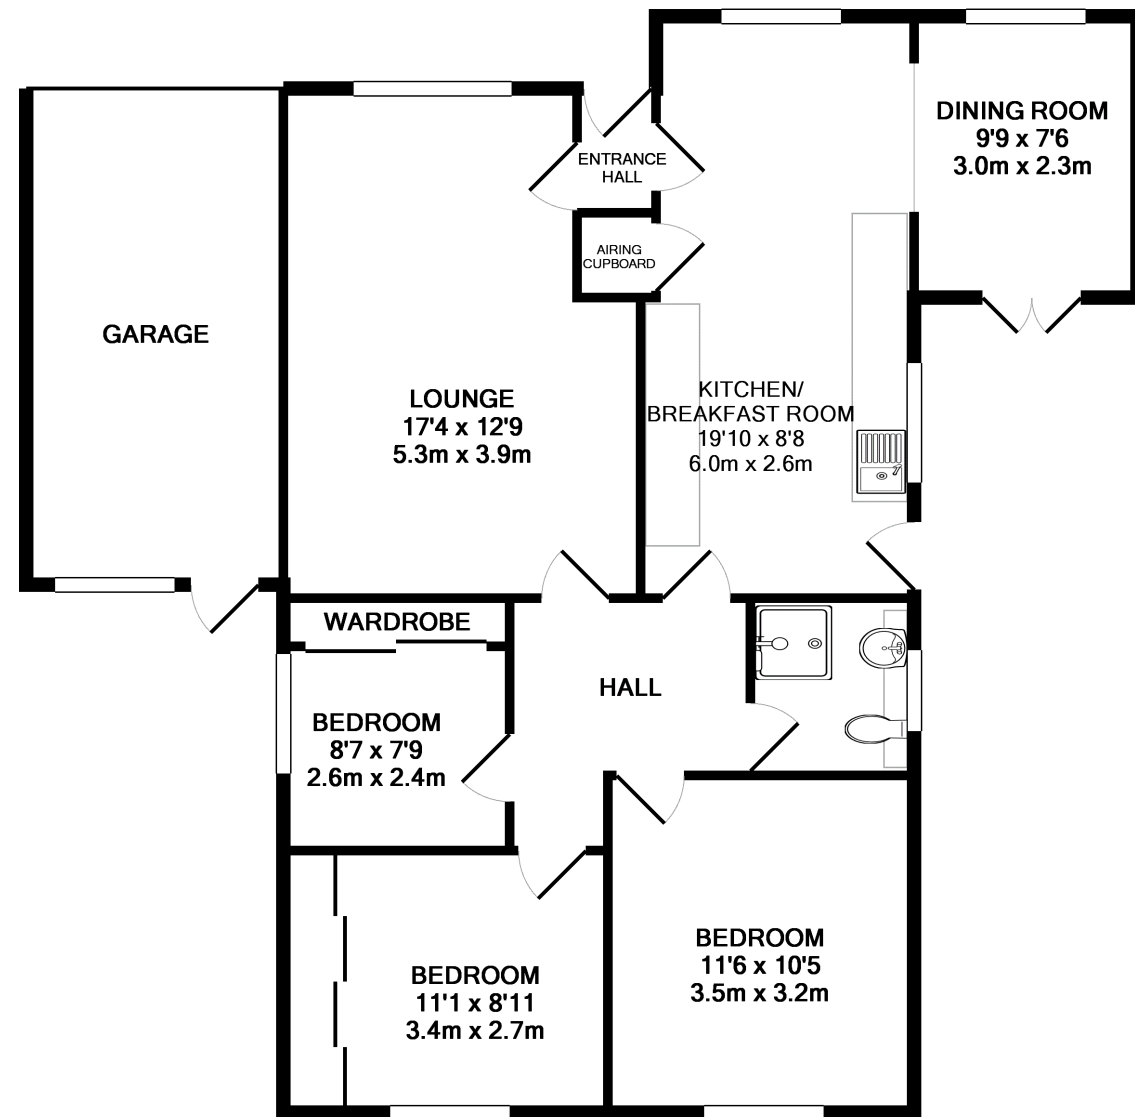 DINING ROOM
9'9 x 7'6
3.0m x 2.3m
ENTRANCE
HALL
AIRING
CUPBOARD
GARAGE
LOUNGE
17'4 x 12'9
5.3m x 3.9m
KITCHEN/
BREAKFAST ROOM
19'10 x 8'8
6.0m x 2.6m
WARDROBE
HALL
BEDROOM
8'7 x 7'9
2.6m x 2.4m
BEDROOM
11'6 x 10'5
3.5m x 3.2m
BEDROOM
11'1 x 8'11
3.4m x 2.7m